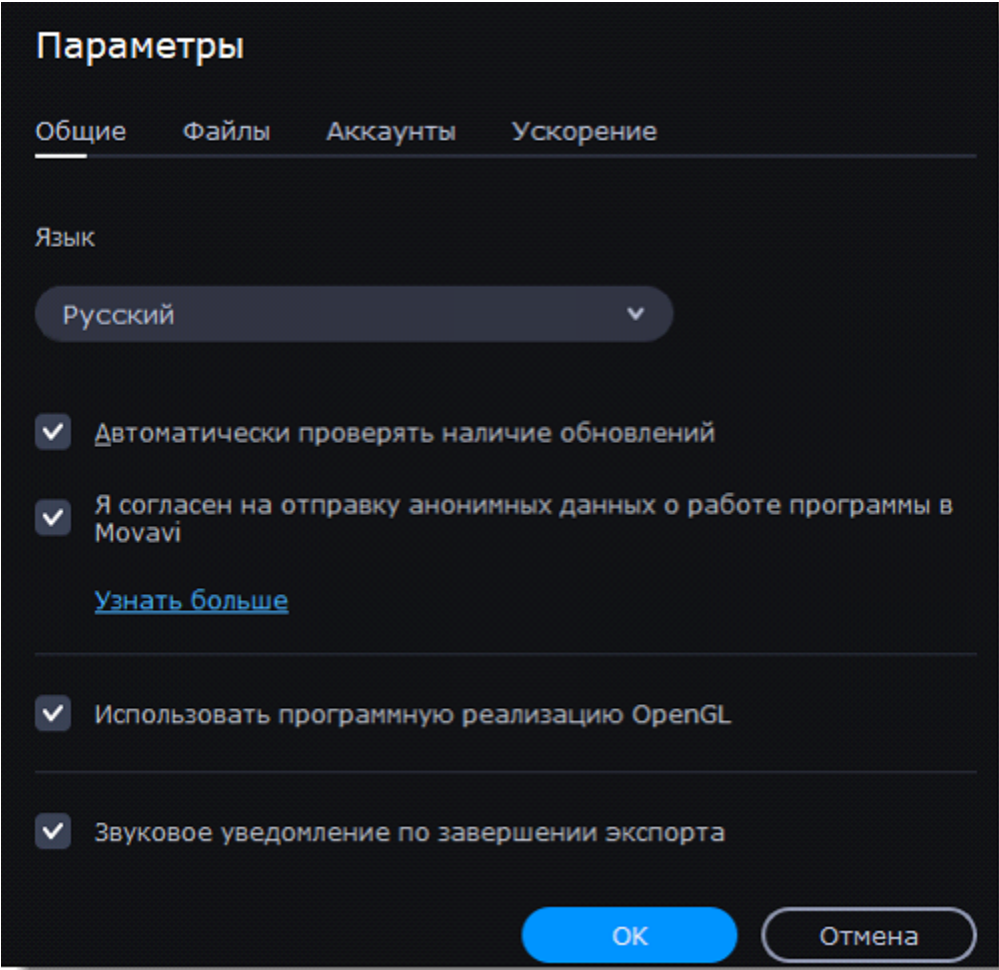 Параметры
Общие Файлы Аккаунты Ускорение
Язык
Русский
Автоматически проверять наличие обновлений
Я согласен на отправку анонимных данных о работе программы в
Movavi
Узнать больше
Использовать программную реализацию OpenGL
Звуковое уведомление по завершении экспорта
OK Отмена